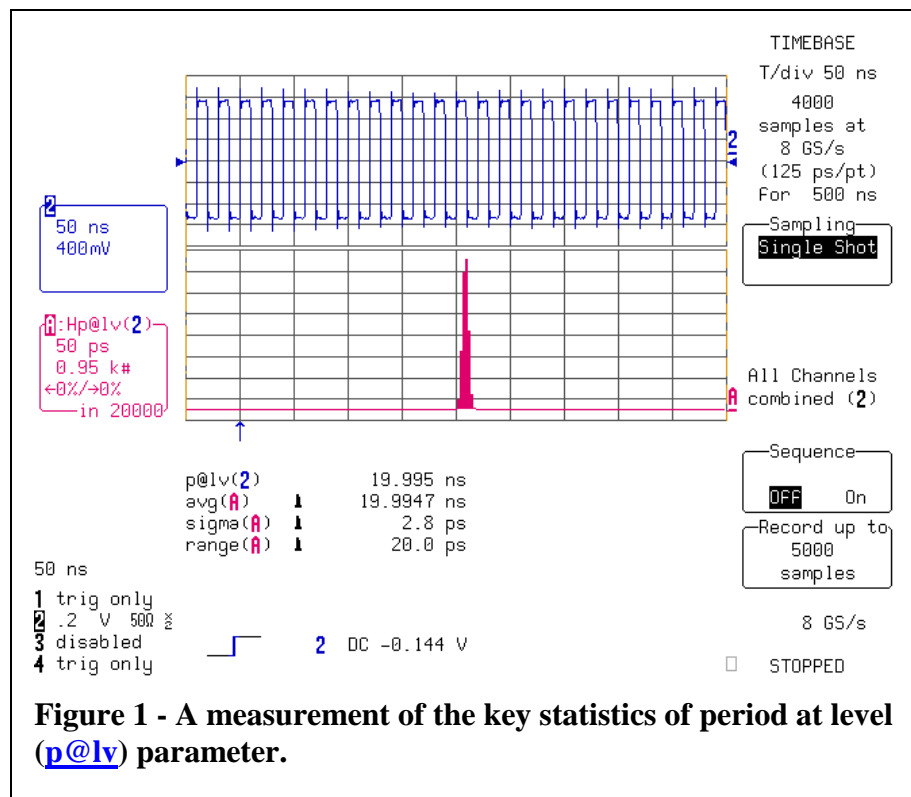 TIMEBASE
T/div 50 ns
4000
samples at
8 GS/s
(125 ps/pt)
For 500 ns
Sampling
Single Shot
2
2
50 ns
400mV
A:Hp@lv(2)
50 ps
0.95 k#
←0%/→0%
in 20000
All Channels
combined (2)
A
Sequence
OFF On
Record up to
5000
samples
p@lv(2) 19.995 ns
avg(A) 19.9947 ns
sigma(A) 2.8 ps
range(A) 20.0 ps
50 ns
1 trig only
2 .2 V 50Ω X2
3 disabled
4 trig only
2 DC -0.144 V
8 GS/s
STOPPED
Figure 1 - A measurement of the key statistics of period at level
(p@lv) parameter.